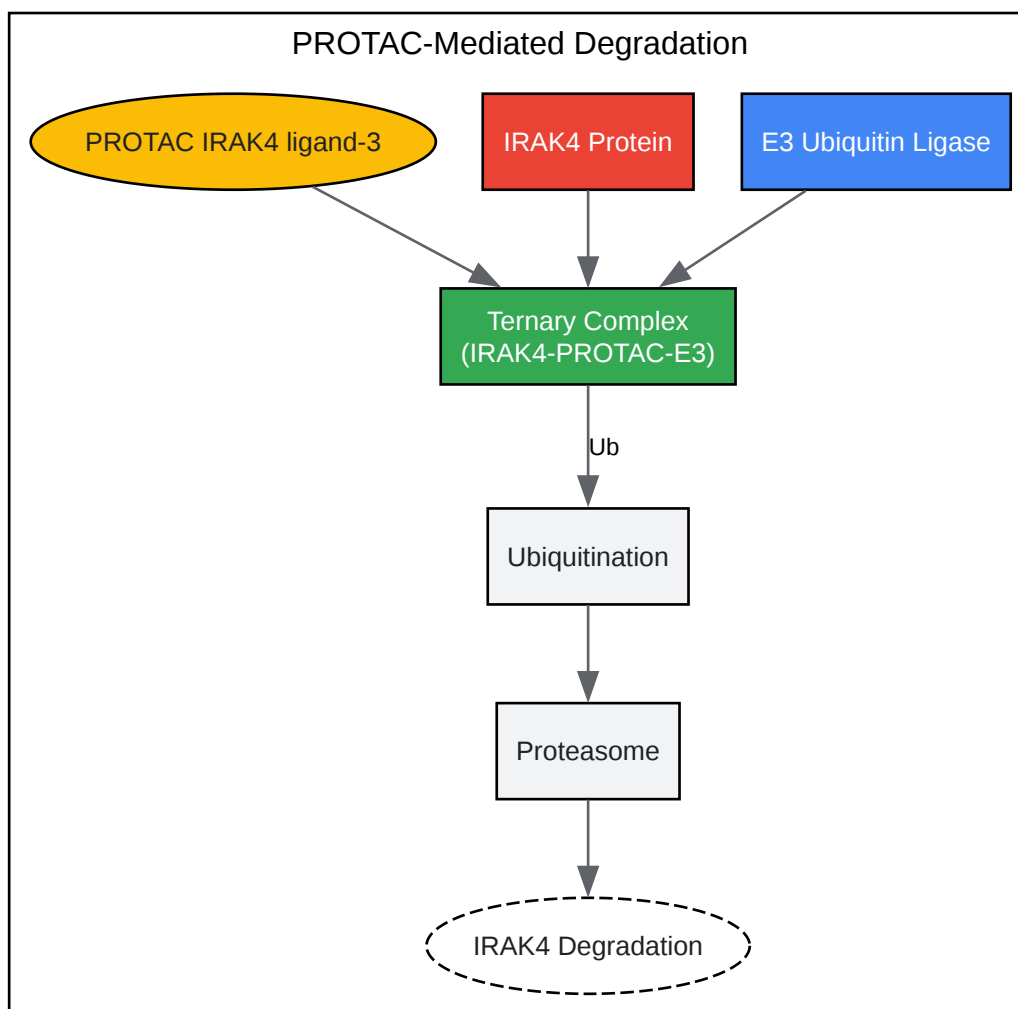 PROTAC-Mediated Degradation
PROTAC IRAK4 ligand-3
IRAK4 Protein
E3 Ubiquitin Ligase
Ternary Complex
(IRAK4-PROTAC-E3)
Ub
Ubiquitination
Proteasome
IRAK4 Degradation